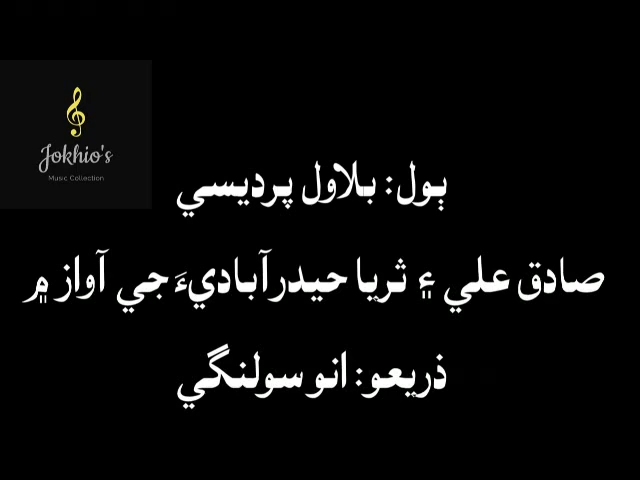 Jokhio's
Music Collection
ٻول: بلاول پرديسي
صادق علي ۽ ثريا حيدرآباديءَ جي آواز ۾
ذريعو: انو سولنگي